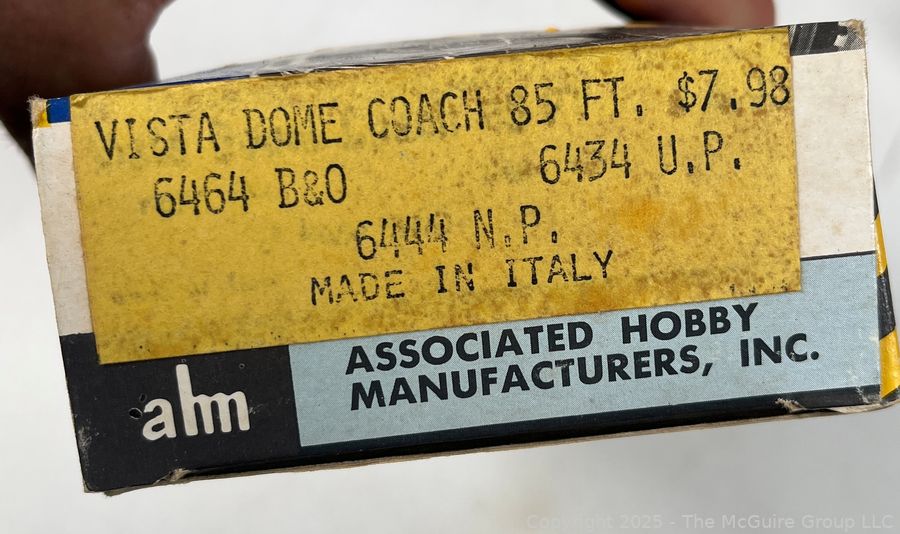 VISTA DOME COACH 85 FT. $7.98
6464 B&O 6434 U.P.
6444 N.P.
MADE IN ITALY
ahm
ASSOCIATED HOBBY
MANUFACTURERS, INC.
Copyright 2025 - The McGuire Group LLC